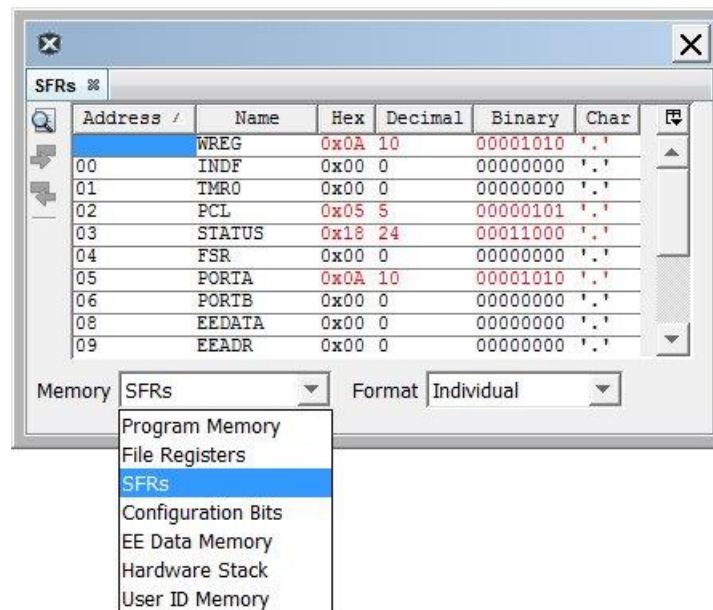 SFRs
Address / Name Hex Decimal Binary Char
WREG 0x0A 10 00001010 '.'
00 INDF 0x00 0 00000000 '.'
01 TMR0 0x00 0 00000000 '.'
02 PCL 0x05 5 00000101 '.'
03 STATUS 0x18 24 00011000 '.'
04 FSR 0x00 0 00000000 '.'
05 PORTA 0x0A 10 00001010 '.'
06 PORTB 0x00 0 00000000 '.'
08 EEDATA 0x00 0 00000000 '.'
09 EEADR 0x00 0 00000000 '.'
Memory SFRs Format Individual
Program Memory
File Registers
SFRs
Configuration Bits
EE Data Memory
Hardware Stack
User ID Memory